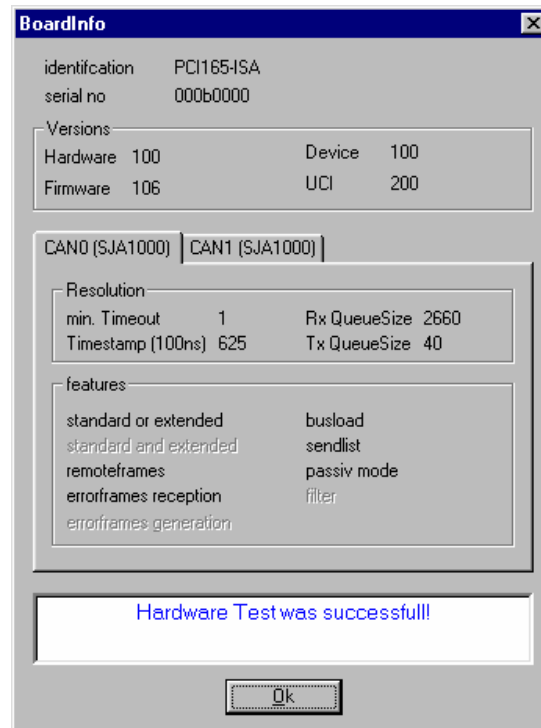 BoardInfo
identifcation PCI165-ISA
serial no 000b0000
Versions
Hardware 100 Device 100
Firmware 106 UCI 200
CAN0 (SJA1000) CAN1 (SJA1000)
Resolution
min. Timeout 1 Rx QueueSize 2660
Timestamp (100ns) 625 Tx QueueSize 40
features
standard or extended busload
standard and extended sendlist
remoteframes passiv mode
errorframes reception filter
errorframes generation
Hardware Test was successfull!
Ok